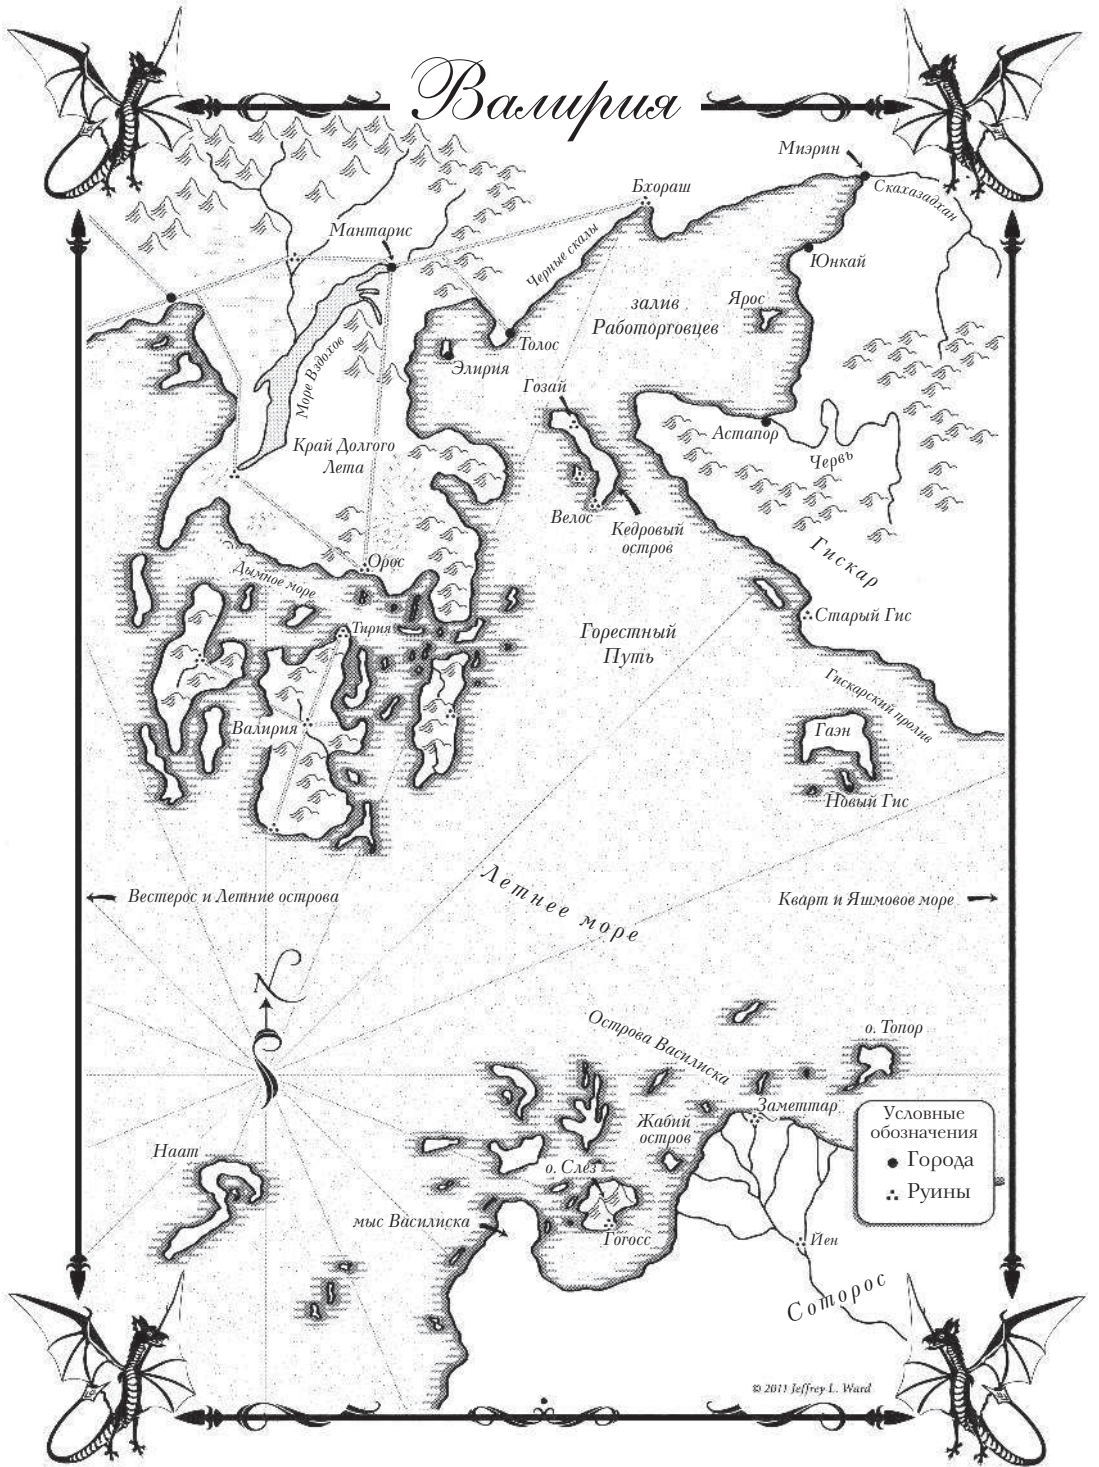 Валирия
Миэрин
Скахазадхан
Бхораш
Мантарис
Черные скалы
Юнкай
залив
Работорговцев
Ярос
Толос
Элирия
Гозай
Море Вздохов
Край Долгого
Лета
Астапор
Червь
Велос
Кедровый
остров
Гискар
Орос
Дымное море
Старый Гис
Тирия
Горестный
Путь
Гискарский пролив
Гаэн
Валирия
Новый Гис
Летнее море
Вестерос и Летние острова
Кварт и Яшмовое море
N
Острова Василиска
о. Топор
Заметтар
Жабий
остров
Условные
обозначения
Города
Руины
Наат
о. Слез
мыс Василиска
Гогосс
Йен
Соторос
© 2011 Jeffrey L. Ward